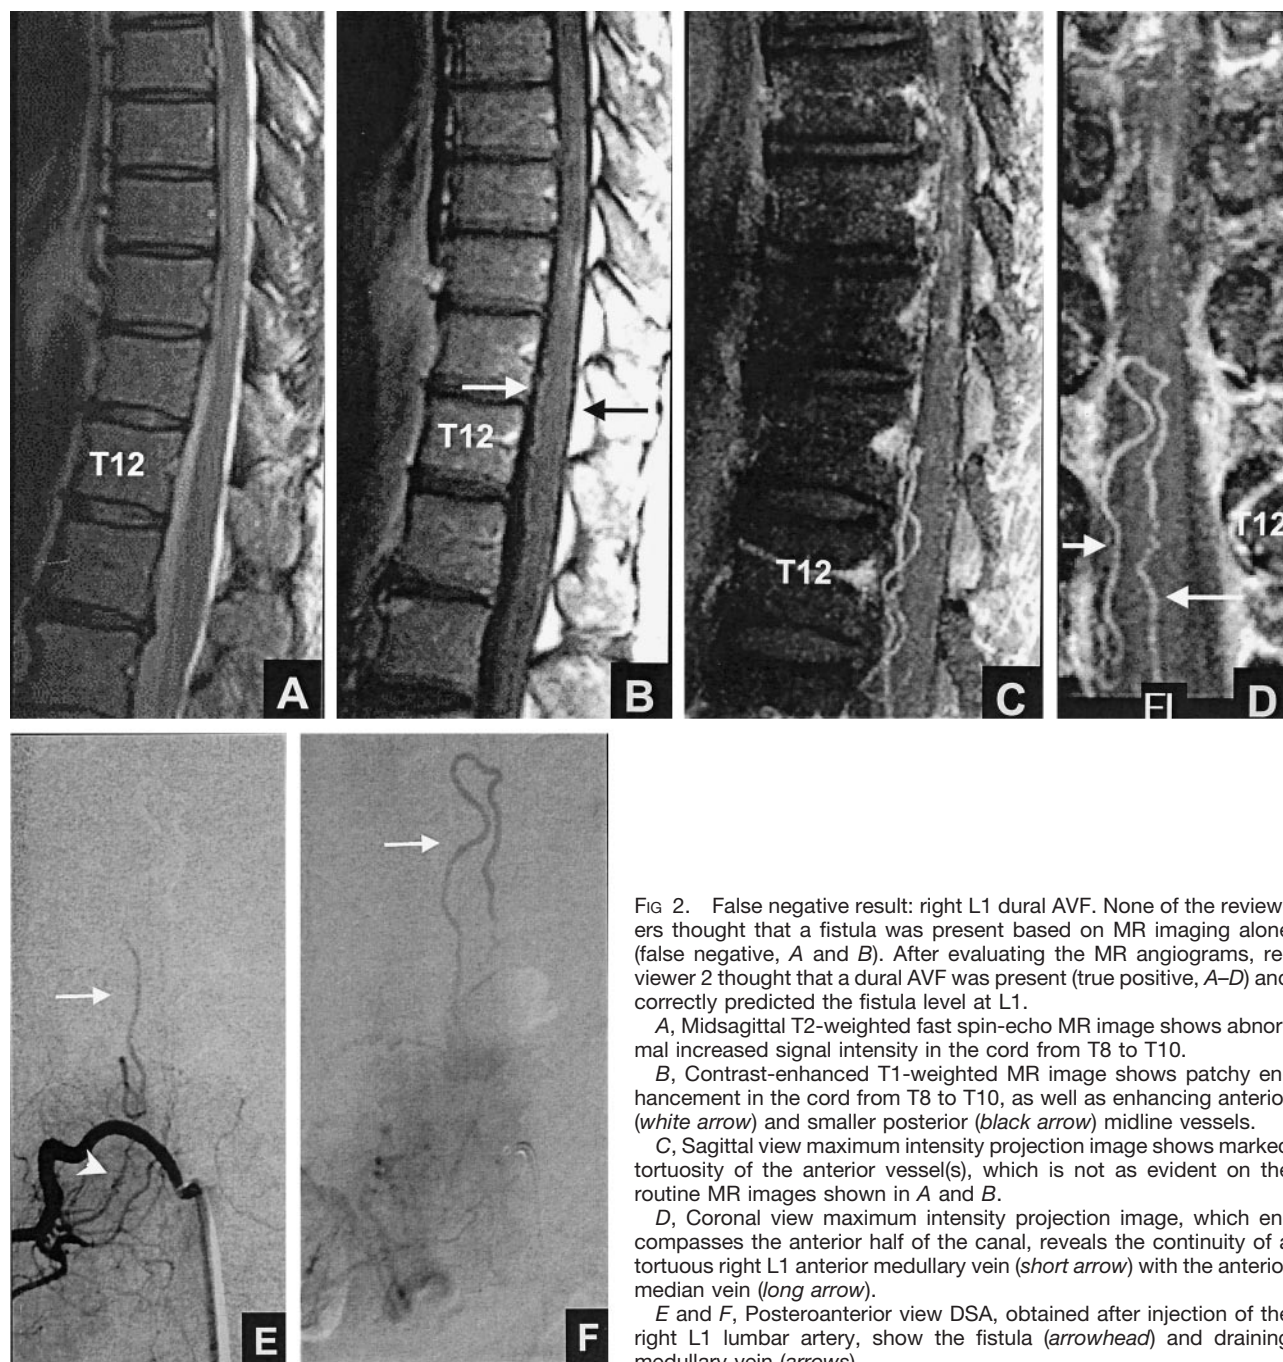 T12
A
T12
B
T12
C
T12
D
E
F
FIG 2. False negative result: right L1 dural AVF. None of the review
ers thought that a fistula was present based on MR imaging alone
(false negative, A and B). After evaluating the MR angiograms, re
viewer 2 thought that a dural AVF was present (true positive, A–D) and
correctly predicted the fistula level at L1.
A, Midsagittal T2-weighted fast spin-echo MR image shows abnor
mal increased signal intensity in the cord from T8 to T10.
B, Contrast-enhanced T1-weighted MR image shows patchy en
hancement in the cord from T8 to T10, as well as enhancing anterio
(white arrow) and smaller posterior (black arrow) midline vessels.
C, Sagittal view maximum intensity projection image shows marked
tortuosity of the anterior vessel(s), which is not as evident on the
routine MR images shown in A and B.
D, Coronal view maximum intensity projection image, which en
compasses the anterior half of the canal, reveals the continuity of a
tortuous right L1 anterior medullary vein (short arrow) with the anterio
median vein (long arrow).
E and F, Posteroanterior view DSA, obtained after injection of the
right L1 lumbar artery, show the fistula (arrowhead) and draining
medullary vein (arrows).